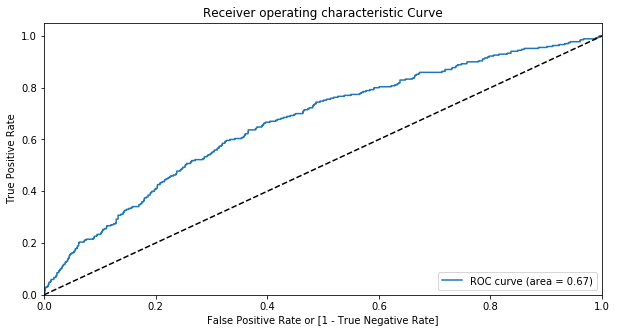 Receiver operating characteristic Curve
True Positive Rate
1.0
0.8
0.6
0.4
0.2
0.0
0.0 0.2 0.4 0.6 0.8 1.0
ROC curve (area = 0.67)
False Positive Rate or [1 - True Negative Rate]